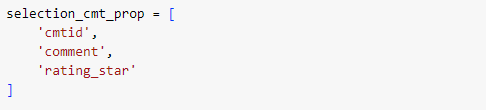 selection_cmt_prop = [
    'cmtid',
    'comment',
    'rating_star'
]